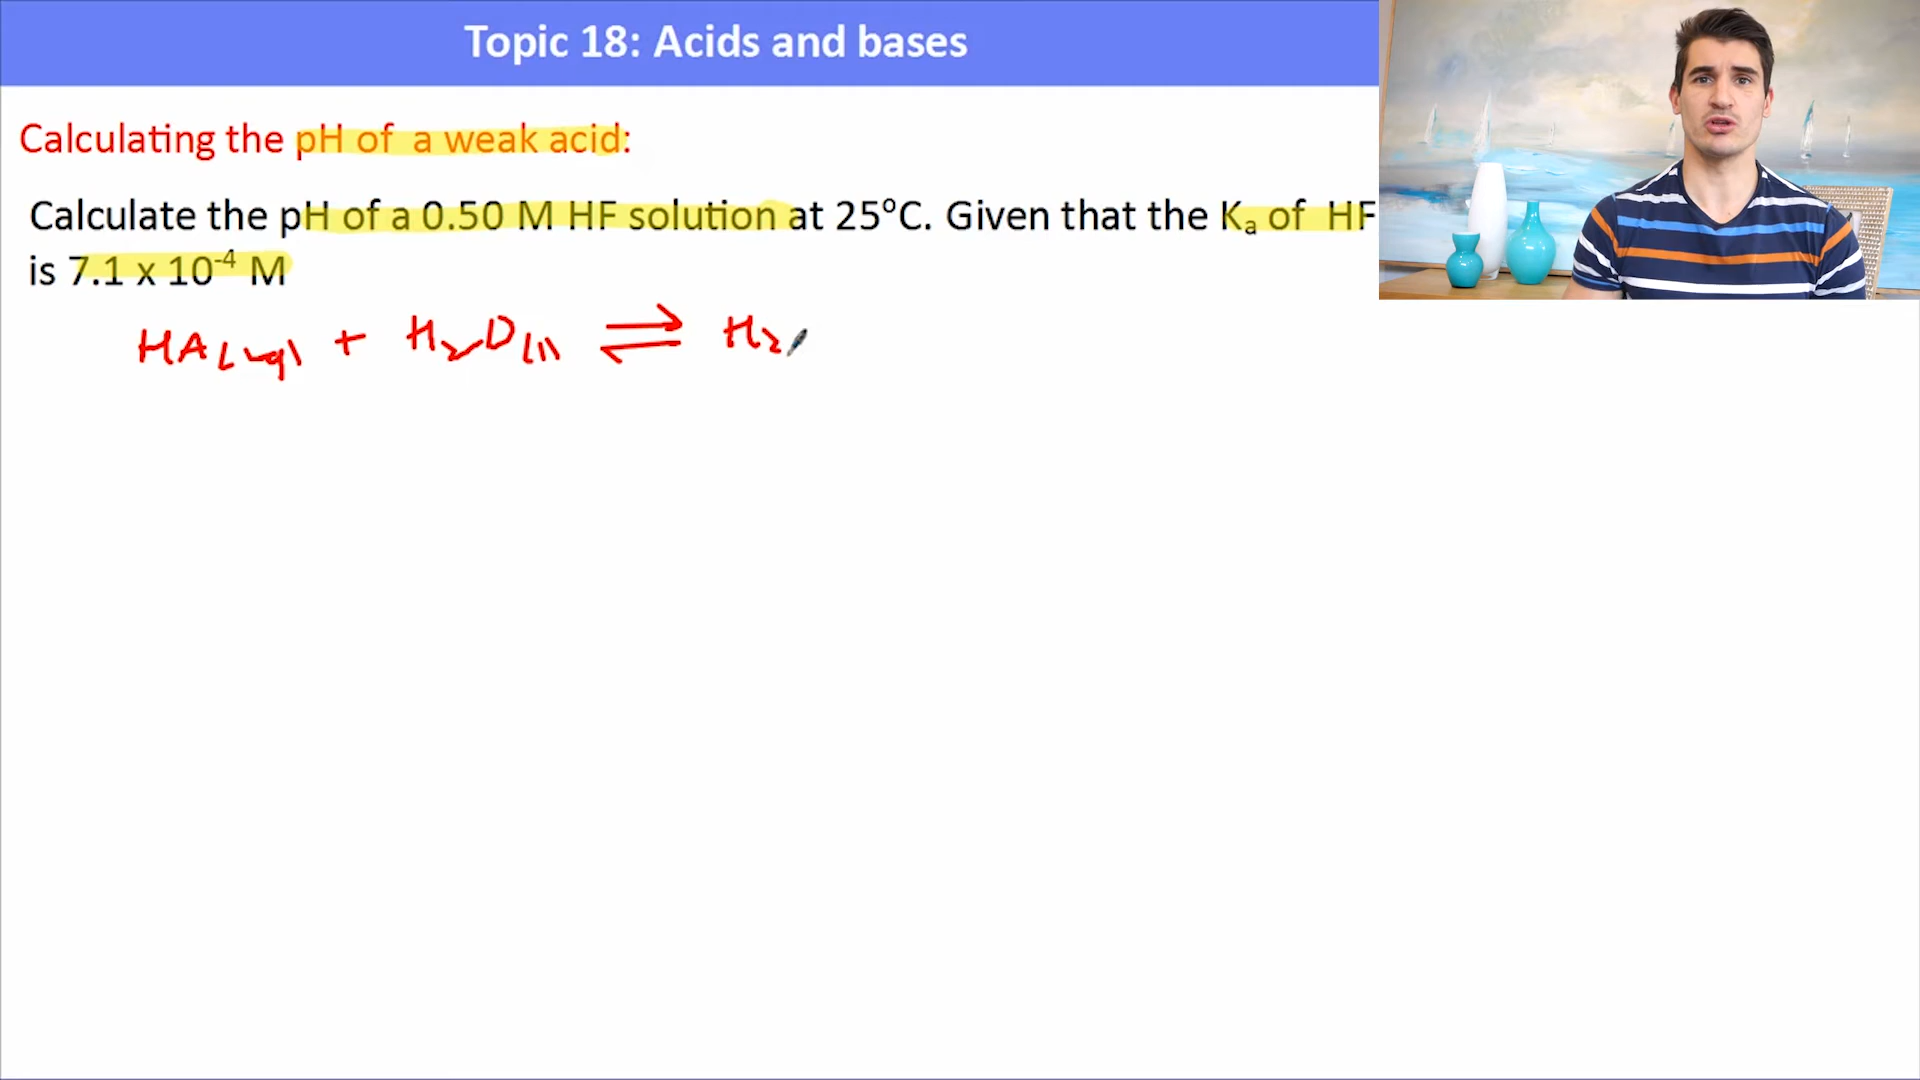 Topic 18: Acids and bases
Calculating the pH of a weak acid:
Calculate the pH of a 0.50 M HF solution at 25°C. Given that the Kₐ of HF
is 7.1 x 10⁻⁴ M
HA(aq) + H₂O(l) ⇌ H₃